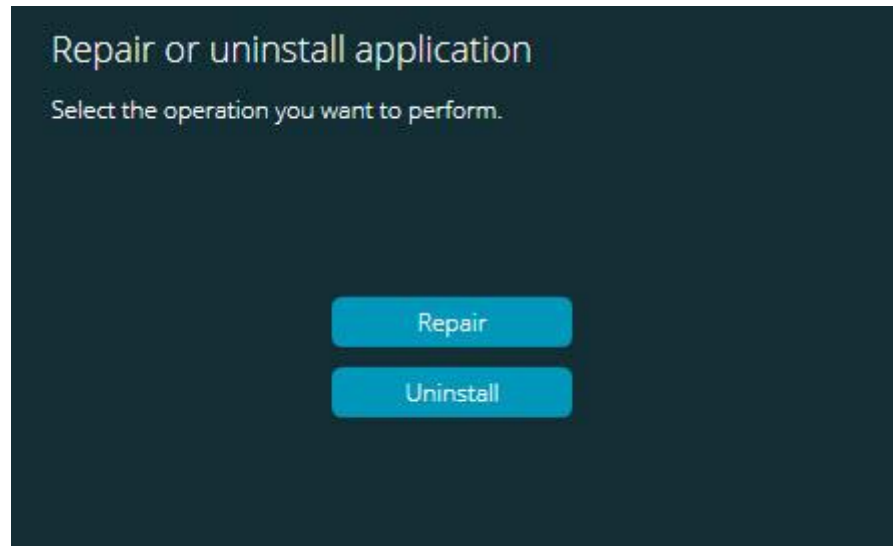 Repair or uninstall application
Select the operation you want to perform.
Repair
Uninstall